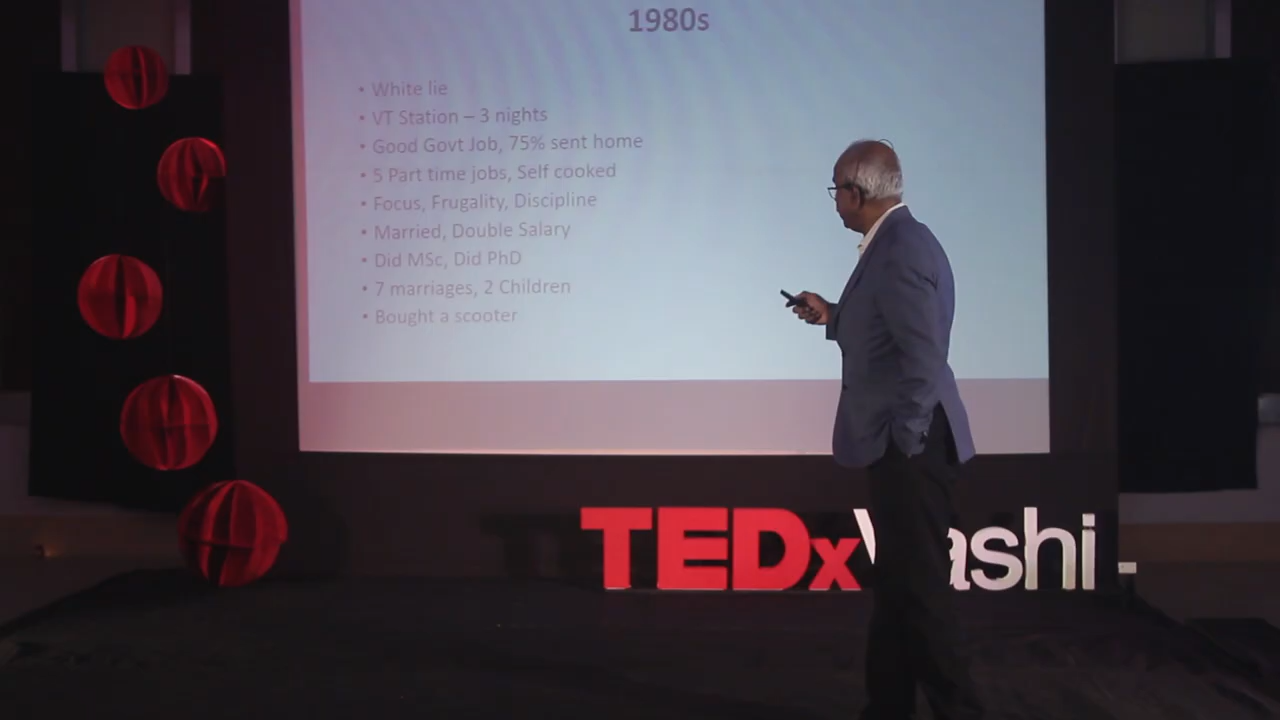 1980s
• White lie
• VT Station – 3 nights
• Good Govt Job, 75% sent home
• 5 Part time jobs, Self cooked
• Focus, Frugality, Discipline
• Married, Double Salary
• Did MSc, Did PhD
• 7 marriages, 2 Children
• Bought a scooter
TEDxVashi